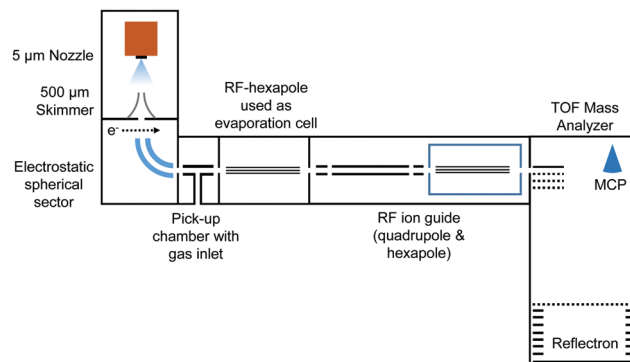 5 µm Nozzle
500 µm
Skimmer
e-
Electrostatic
spherical
sector
Pick-up
chamber with
gas inlet
RF-hexapole
used as
evaporation cell
RF ion guide
(quadrupole &
hexapole)
TOF Mass
Analyzer
MCP
Reflectron